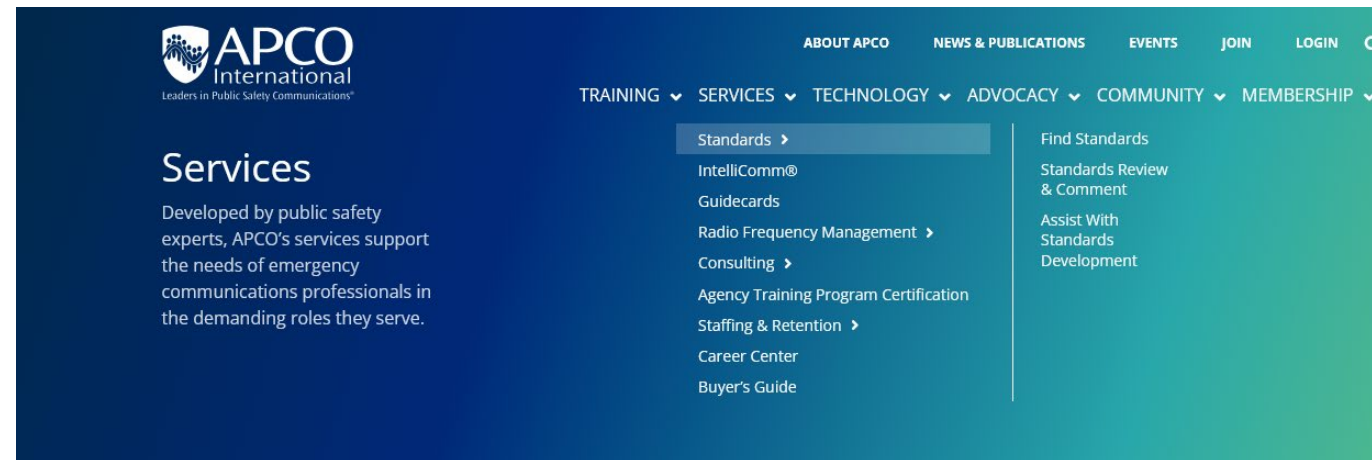 APCO
International
Leaders in Public Safety Communications®
ABOUT APCO NEWS & PUBLICATIONS EVENTS JOIN LOGIN
TRAINING SERVICES TECHNOLOGY ADVOCACY COMMUNITY MEMBERSHIP
Services
Developed by public safety
experts, APCO's services support
the needs of emergency
communications professionals in
the demanding roles they serve.
Standards
IntelliComm®
Guidecards
Radio Frequency Management
Consulting
Agency Training Program Certification
Staffing & Retention
Career Center
Buyer's Guide
Find Standards
Standards Review
& Comment
Assist With
Standards
Development